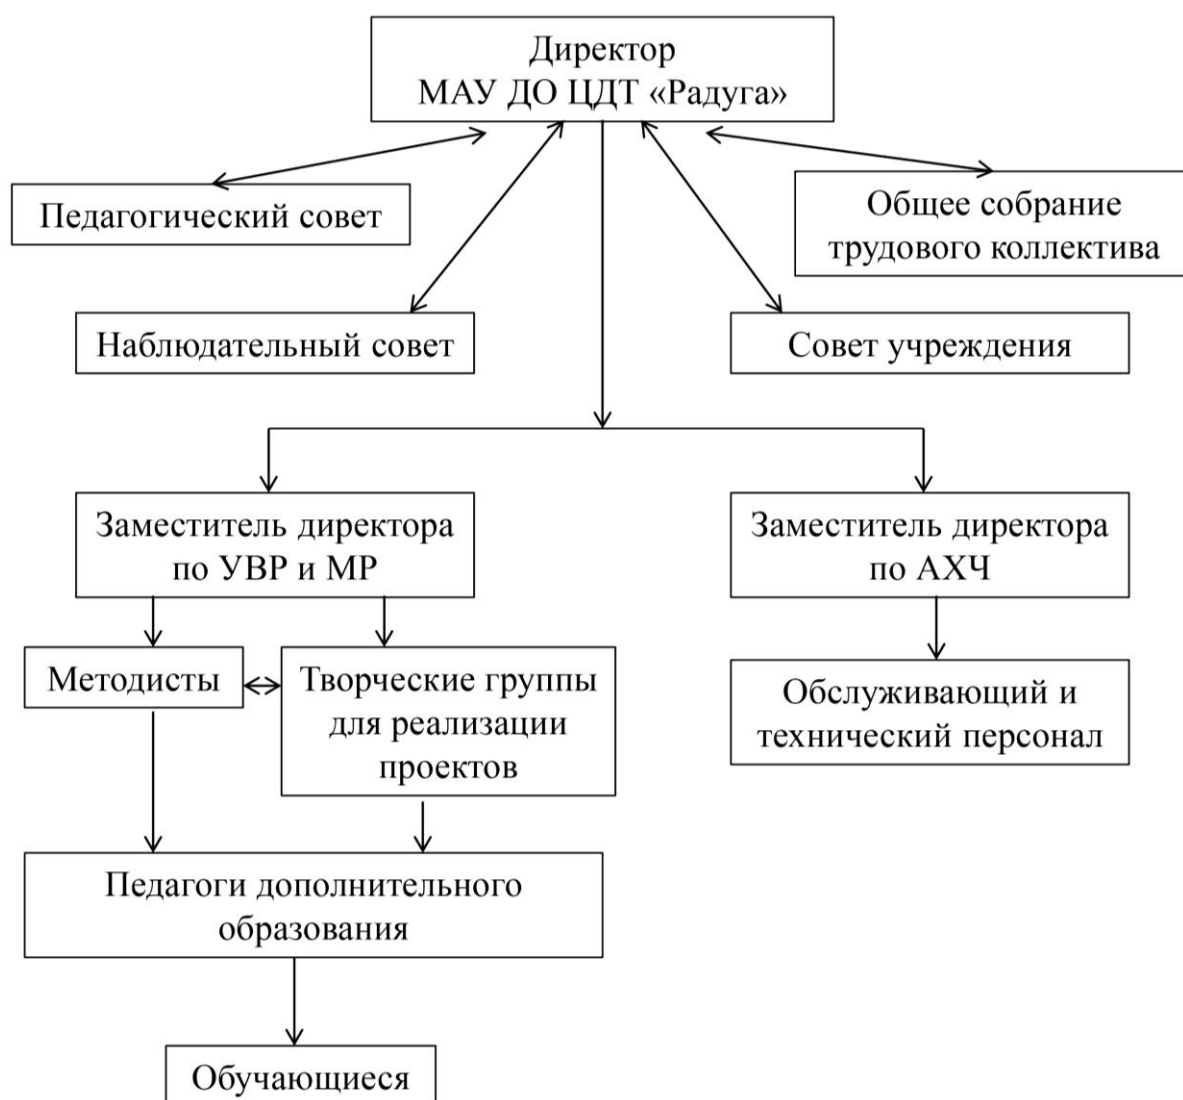 Директор
МАУ ДО ЦДТ «Радуга»
Педагогический совет
Общее собрание
трудового коллектива
Наблюдательный совет
Совет учреждения
Заместитель директора
по УВР и МР
Заместитель директора
по АХЧ
Методисты
Творческие группы
для реализации
проектов
Обслуживающий и
технический персонал
Педагоги дополнительного
образования
Обучающиеся